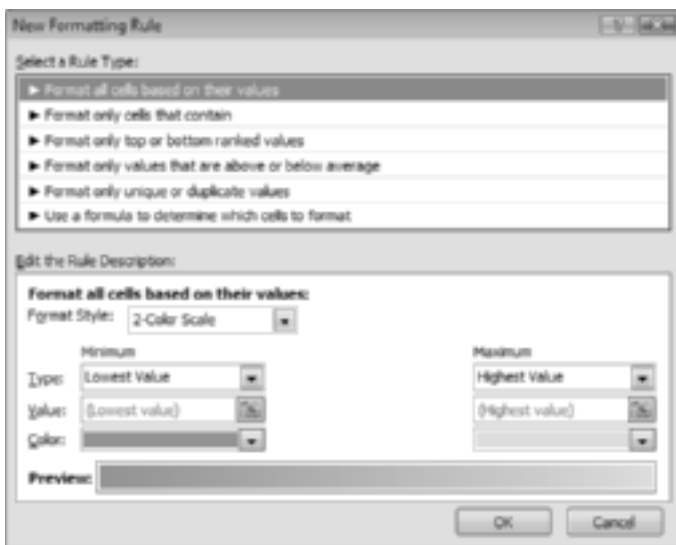 New Formatting Rule
Select a Rule Type:
► Format all cells based on their values
► Format only cells that contain
► Format only top or bottom ranked values
► Format only values that are above or below average
► Format only unique or duplicate values
► Use a formula to determine which cells to format
Edit the Rule Description:
Format all cells based on their values:
Format Style: 2-Color Scale
Minimum Maximum
Type: Lowest Value Highest Value
Value: (Lowest value) (Highest value)
Color:
Preview:
OK Cancel